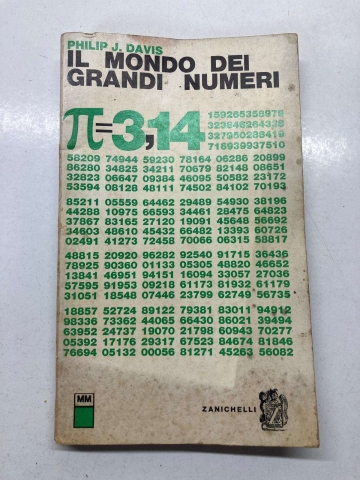 PHILIP J. DAVIS
IL MONDO DEI
GRANDI NUMERI
π=3,14
159265358979
323846264338
327950288419
716939937510
58209 74944 59230 78164 06286 20899
86280 34825 34211 70679 82148 08651
32823 06647 09384 46095 50582 23172
53594 08128 48111 74502 84102 70193
85211 05559 64462 29489 54930 38196
44288 10975 66593 34461 28475 64823
37867 83165 27120 19091 45648 56692
34603 48610 45432 66482 13393 60726
02491 41273 72458 70066 06315 58817
48815 20920 96282 92540 91715 36436
78925 90360 01133 05305 48820 46652
13841 46951 94151 16094 33057 27036
57595 91953 09218 61173 81932 61179
31051 18548 07446 23799 62749 56735
18857 52724 89122 79381 83011 94912
98336 73362 44065 66430 86021 39494
63952 24737 19070 21798 60943 70277
05392 17176 29317 67523 84674 81846
76694 05132 00056 81271 45263 56082
MM
ZANICHELLI